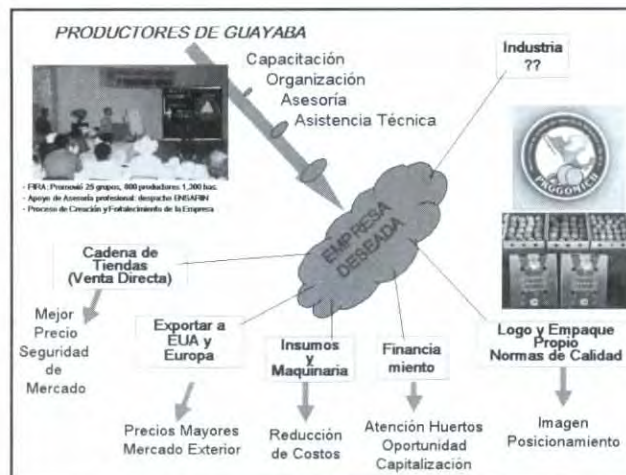 PRODUCTORES DE GUAYABA
Capacitación
Organización
Asesoría
Asistencia Técnica
Industria
??
- FIRA: Promovió 25 grupos, 800 productores 1,200 has.
- Apoyo de Asesoría profesional: despacho ENSAFIN
- Proceso de Creación y Fortalecimiento de la Empresa
PROGOMICH
EMPRESA
DESEADA
Cadena de
Tiendas
(Venta Directa)
Mejor
Precio
Seguridad
de
Mercado
Exportar a
EUA y
Europa
Precios Mayores
Mercado Exterior
Insumos
y
Maquinaria
Reducción
de Costos
Financia
miento
Atención Huertos
Oportunidad
Capitalización
Logo y Empaque
Propio
Normas de Calidad
Imagen
Posicionamiento